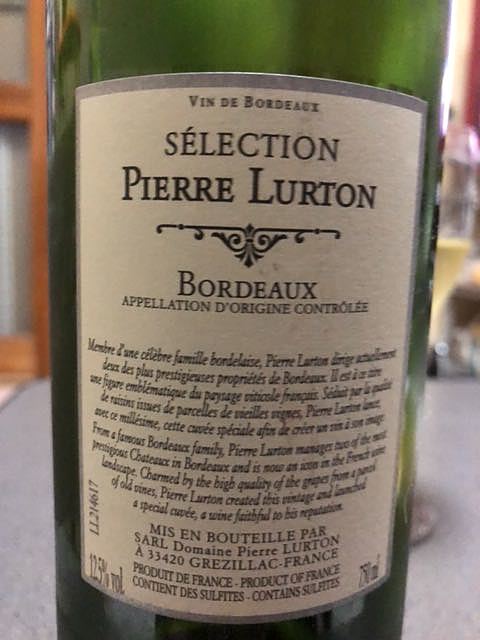 VIN DE BORDEAUX
SÉLECTION
PIERRE LURTON
BORDEAUX
APPELLATION D'ORIGINE CONTRÔLÉE
Membre d'une célèbre famille bordelaise, Pierre Lurton dirige actuellement
deux des plus prestigieuses propriétés de Bordeaux. Il est à ce titre
une figure emblématique du paysage viticole français. Séduit par la qualité
de raisins issues de parcelles de vieilles vignes, Pierre Lurton lance,
avec ce millésime, cette cuvée spéciale afin de créer un vin à son image.
From a famous Bordeaux family, Pierre Lurton manages two of the most
prestigious Chateaux in Bordeaux and is now an icon in the French wine
landscape. Charmed by the high quality of the grapes from a parcel
of old vines, Pierre Lurton created this vintage and launched
a special cuvée, a wine faithful to his reputation.
LL214617
MIS EN BOUTEILLE PAR
SARL Domaine Pierre LURTON
À 33420 GREZILLAC-FRANCE
PRODUIT DE FRANCE - PRODUCT OF FRANCE
CONTIENT DES SULFITES - CONTAINS SULFITES
12.5% vol.
750 ml